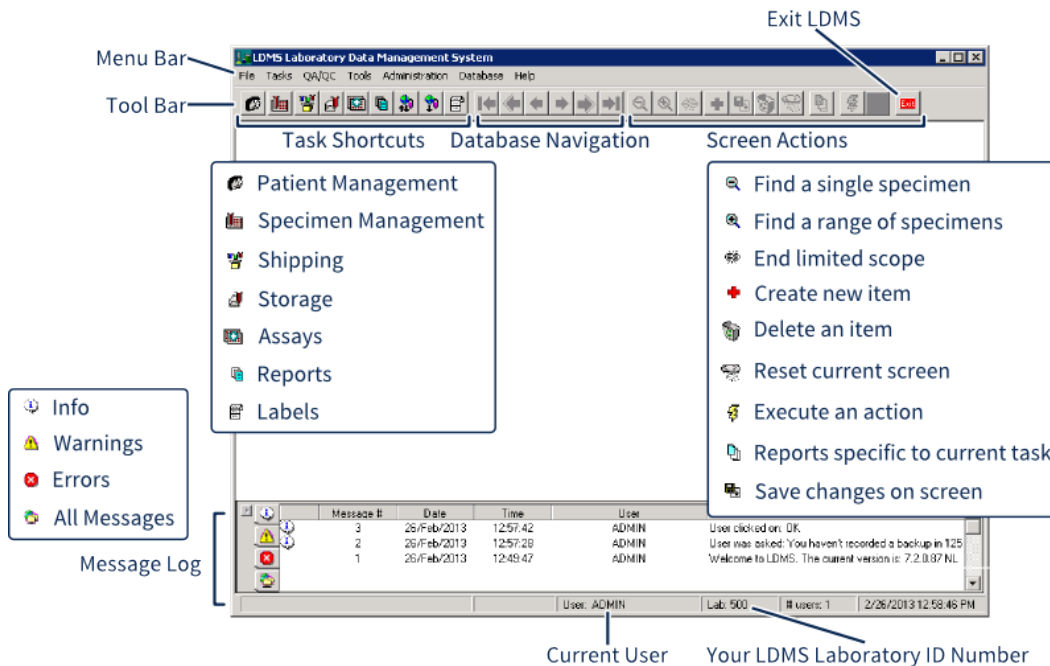 Exit LDMS
Menu Bar
LDMS Laboratory Data Management System
File Tasks QA/QC Tools Administration Database Help
Tool Bar
Exit
Task Shortcuts Database Navigation Screen Actions
Patient Management
Specimen Management
Shipping
Storage
Assays
Reports
Labels
Find a single specimen
Find a range of specimens
End limited scope
Create new item
Delete an item
Reset current screen
Execute an action
Reports specific to current task
Save changes on screen
Info
Warnings
Errors
All Messages
Message Log
Message # Date Time User
3 26/Feb/2013 12:57:42 ADMIN User clicked on: OK
2 26/Feb/2013 12:57:28 ADMIN User was asked: You haven't recorded a backup in 125
1 26/Feb/2013 12:49:47 ADMIN Welcome to LDMS. The current version is: 7.2.0.87 NL
User: ADMIN Lab: 500 # users: 1 2/26/2013 12:58:46 PM
Current User Your LDMS Laboratory ID Number